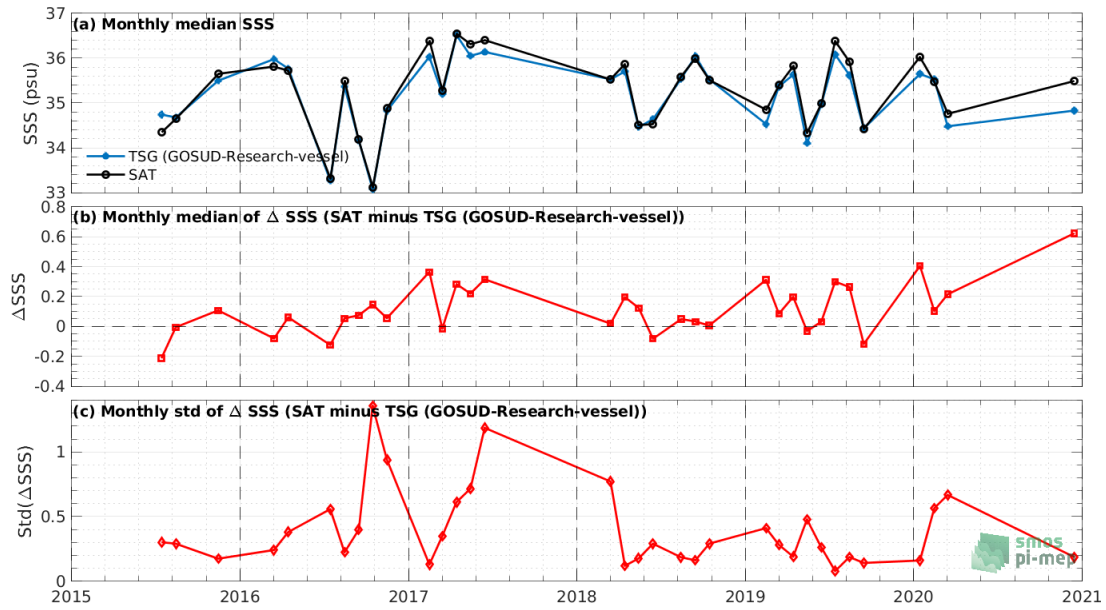 (a) Monthly median SSS
37
36
35
34
33
SSS (psu)
TSG (GOSUD-Research-vessel)
SAT
(b) Monthly median of Δ SSS (SAT minus TSG (GOSUD-Research-vessel))
0.8
0.6
0.4
0.2
0
-0.2
-0.4
ΔSSS
(c) Monthly std of Δ SSS (SAT minus TSG (GOSUD-Research-vessel))
1
0.5
0
Std(ΔSSS)
smos
pi-mep
2015 2016 2017 2018 2019 2020 2021